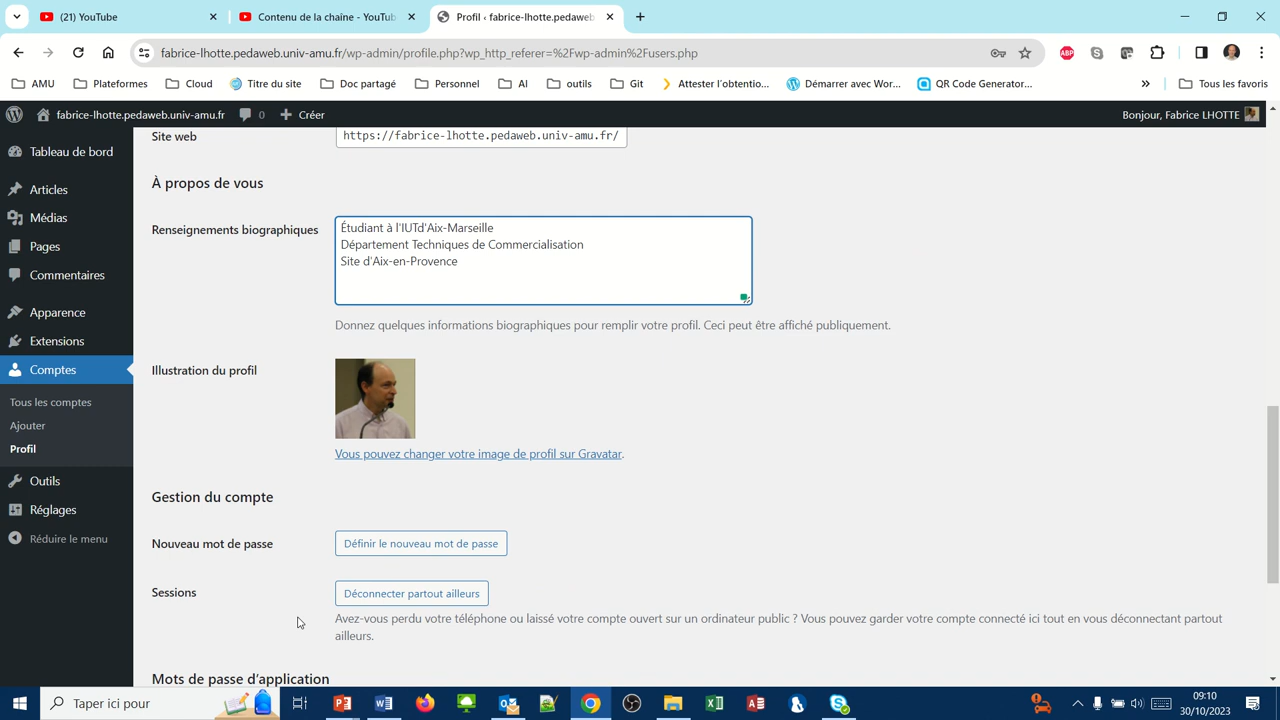 (21) YouTube
Contenu de la chaîne - YouTub
Profil ‹ fabrice-lhotte.pedaweb
fabrice-lhotte.pedaweb.univ-amu.fr/wp-admin/profile.php?wp_http_referer=%2Fwp-admin%2Fusers.php
ABP
AMU
Plateformes
Cloud
Titre du site
Doc partagé
Personnel
AI
outils
Git
Attester l'obtention...
Démarrer avec Wor...
QR Code Generator...
»
Tous les favoris
fabrice-lhotte.pedaweb.univ-amu.fr
0
Créer
Bonjour, Fabrice LHOTTE
Tableau de bord
Articles
Médias
Pages
Commentaires
Apparence
Extensions
Comptes
Tous les comptes
Ajouter
Profil
Outils
Réglages
Réduire le menu
Site web
https://fabrice-lhotte.pedaweb.univ-amu.fr/
À propos de vous
Renseignements biographiques
Étudiant à l'IUTd'Aix-Marseille
Département Techniques de Commercialisation
Site d'Aix-en-Provence
Donnez quelques informations biographiques pour remplir votre profil. Ceci peut être affiché publiquement.
Illustration du profil
Vous pouvez changer votre image de profil sur Gravatar.
Gestion du compte
Nouveau mot de passe
Définir le nouveau mot de passe
Sessions
Déconnecter partout ailleurs
Avez-vous perdu votre téléphone ou laissé votre compte ouvert sur un ordinateur public ? Vous pouvez garder votre compte connecté ici tout en vous déconnectant partout
ailleurs.
Mots de passe d'application
Taper ici pour
09:10
30/10/2023